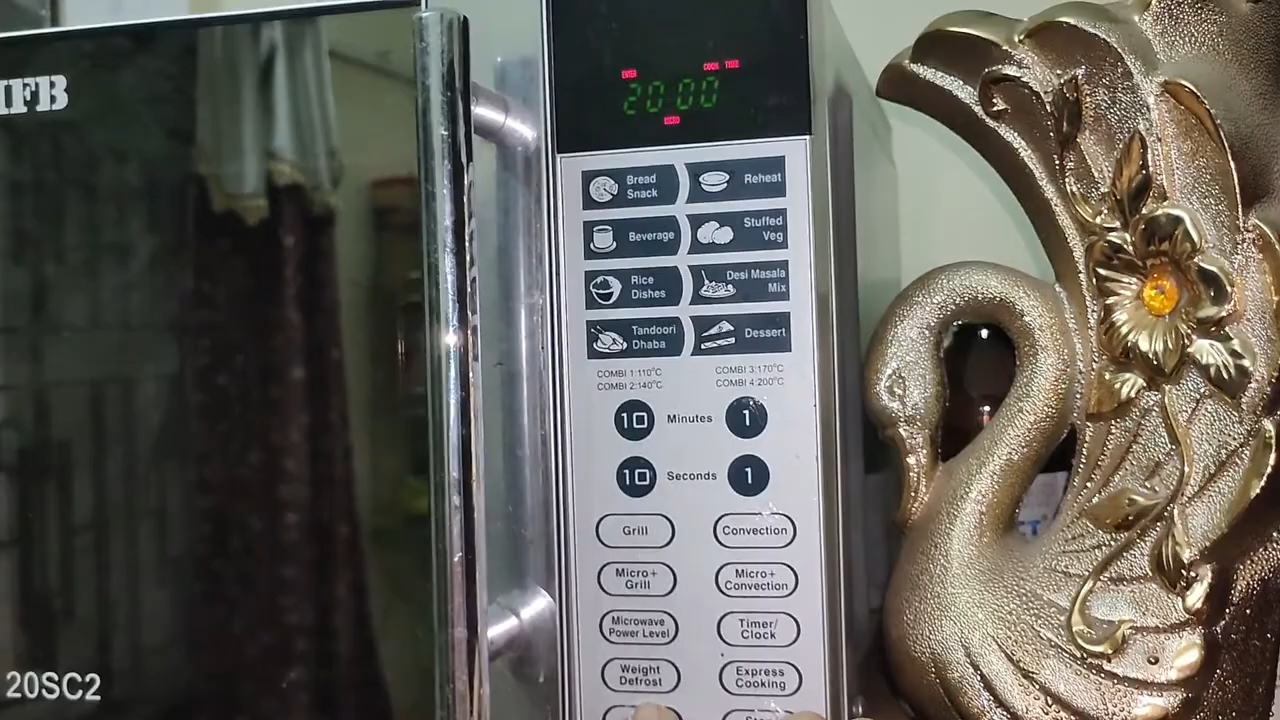 IFB
ENTER
COOK TIME
20:00
MICRO
Bread
Snack
Reheat
Beverage
Stuffed
Veg
Rice
Dishes
Desi Masala
Mix
Tandoori
Dhaba
Dessert
COMBI 1:110°C
COMBI 2:140°C
COMBI 3:170°C
COMBI 4:200°C
10 Minutes 1
10 Seconds 1
Grill
Convection
Micro+
Grill
Micro+
Convection
Microwave
Power Level
Timer/
Clock
Weight
Defrost
Express
Cooking
20SC2